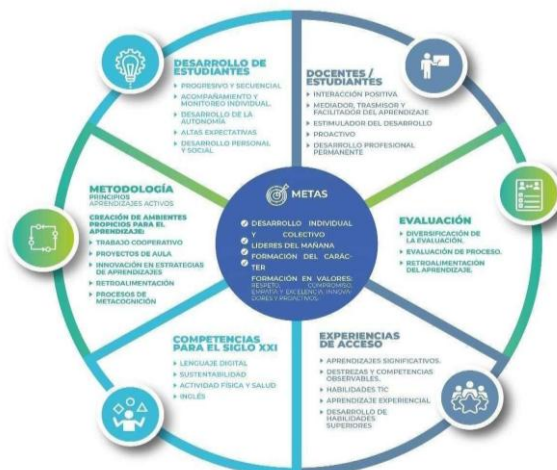 DESARROLLO DE
ESTUDIANTES
PROGRESIVO Y SECUENCIAL
ACOMPAÑAMIENTO Y
MONITOREO INDIVIDUAL.
DESARROLLO DE LA
AUTONOMÍA
ALTAS EXPECTATIVAS
DESARROLLO PERSONAL
Y SOCIAL
DOCENTES /
ESTUDIANTES
INTERACCIÓN POSITIVA
MEDIADOR, TRASMISOR Y
FACILITADOR DEL APRENDIZAJE
ESTIMULADOR DEL DESARROLLO
PROACTIVO
DESARROLLO PROFESIONAL
PERMANENTE
METODOLOGÍA
PRINCIPIOS
APRENDIZAJES ACTIVOS
CREACIÓN DE AMBIENTES
PROPICIOS PARA EL
APRENDIZAJE:
TRABAJO COOPERATIVO
PROYECTOS DE AULA
INNOVACIÓN EN ESTRATEGIAS
DE APRENDIZAJES
RETROALIMENTACIÓN
PROCESOS DE
METACOGNICIÓN
METAS
DESARROLLO INDIVIDUAL
Y COLECTIVO
LIDERES DEL MAÑANA
FORMACIÓN DEL CARÁC-
TER
FORMACIÓN EN VALORES:
RESPETO, COMPROMISO,
EMPATÍA Y EXCELENCIA, INNOVA-
DORES Y PROACTIVOS.
EVALUACIÓN
DIVERSIFICACIÓN DE
LA EVALUACIÓN.
EVALUACIÓN DE PROCESO.
RETROALIMENTACIÓN
DEL APRENDIZAJE.
COMPETENCIAS
PARA EL SIGLO XXI
LENGUAJE DIGITAL
SUSTENTABILIDAD
ACTIVIDAD FÍSICA Y SALUD
INGLÉS
EXPERIENCIAS
DE ACCESO
APRENDIZAJES SIGNIFICATIVOS.
DESTREZAS Y COMPETENCIAS
OBSERVABLES.
HABILIDADES TIC
APRENDIZAJE EXPERIENCIAL
DESARROLLO DE
HABILIDADES
SUPERIORES